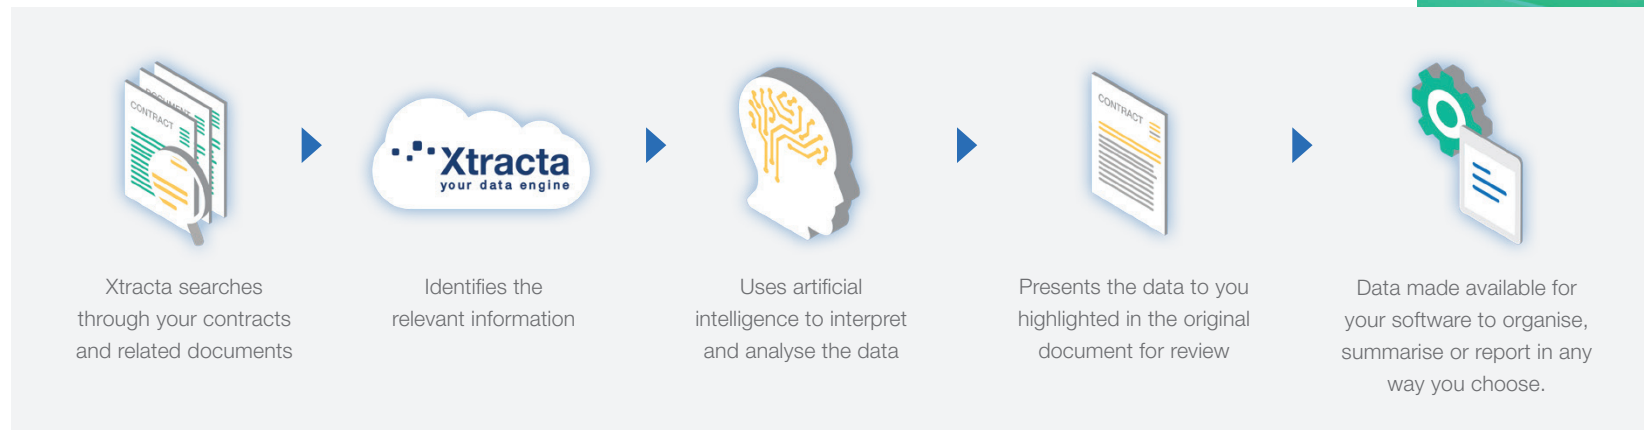 DOCUMENT
CONTRACT
Xtracta
your data engine
CONTRACT
Xtracta searches
through your contracts
and related documents
Identifies the
relevant information
Uses artificial
intelligence to interpret
and analyse the data
Presents the data to you
highlighted in the original
document for review
Data made available for
your software to organise,
summarise or report in any
way you choose.